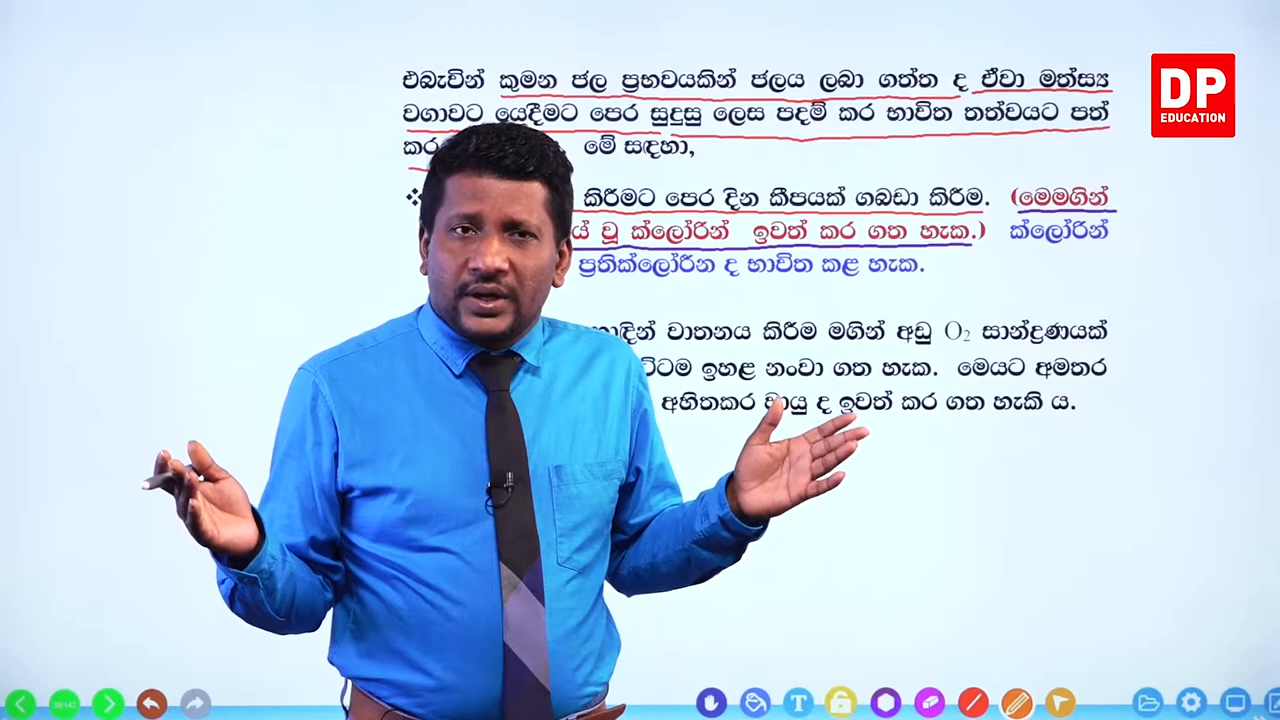 එබැවින් කුමන ජල ප්‍රභවයකින් ජලය ලබා ගත්ත ද ඒවා මත්ස්‍ය
වගාවට යෙදීමට පෙර සුදුසු ලෙස පදම් කර භාවිත තත්වයට පත්
කර මේ සඳහා,
කිරීමට පෙර දින කීපයක් ගබඩා කිරීම. (මෙමගින්
වූ ක්ලෝරින් ඉවත් කර ගත හැක.) ක්ලෝරින්
ප්‍රතික්ලෝරීන ද භාවිත කළ හැක.
වාතනය කිරීම මගින් අඩු O₂ සාන්ද්‍රණයක්
ඉහළ නංවා ගත හැක. මෙයට අමතර
අහිතකර වායු ද ඉවත් කර ගත හැකි ය.
DP
EDUCATION